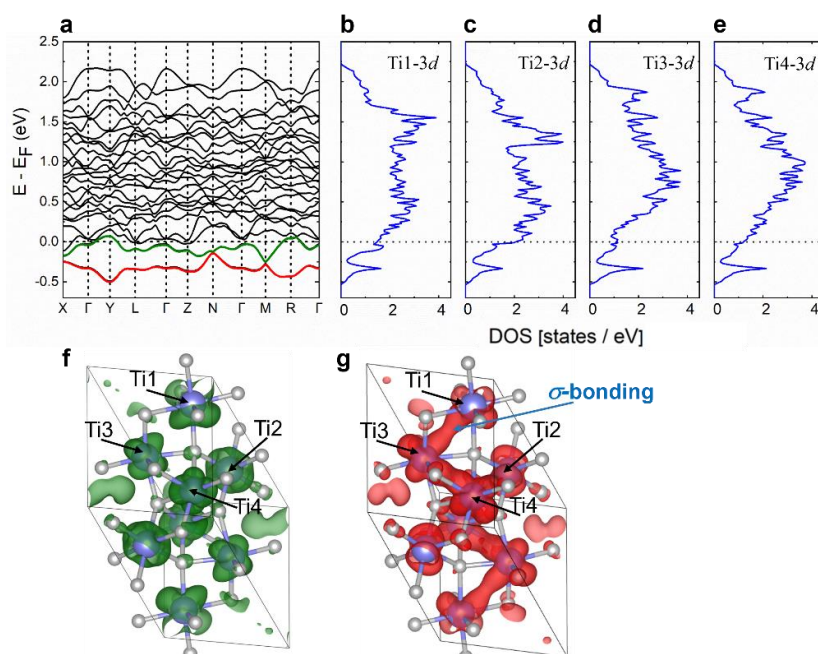 a b c d e
2.5
2.0
1.5
1.0
0.5
0.0
-0.5
E - E_F (eV)
X Γ Y L Γ Z N Γ M R Γ
Ti1-3d
Ti2-3d
Ti3-3d
Ti4-3d
0 2 4
0 2 4
0 2 4
0 2 4
DOS [states / eV]
f
Ti1
Ti3
Ti2
Ti4
g
Ti1
σ-bonding
Ti3
Ti2
Ti4